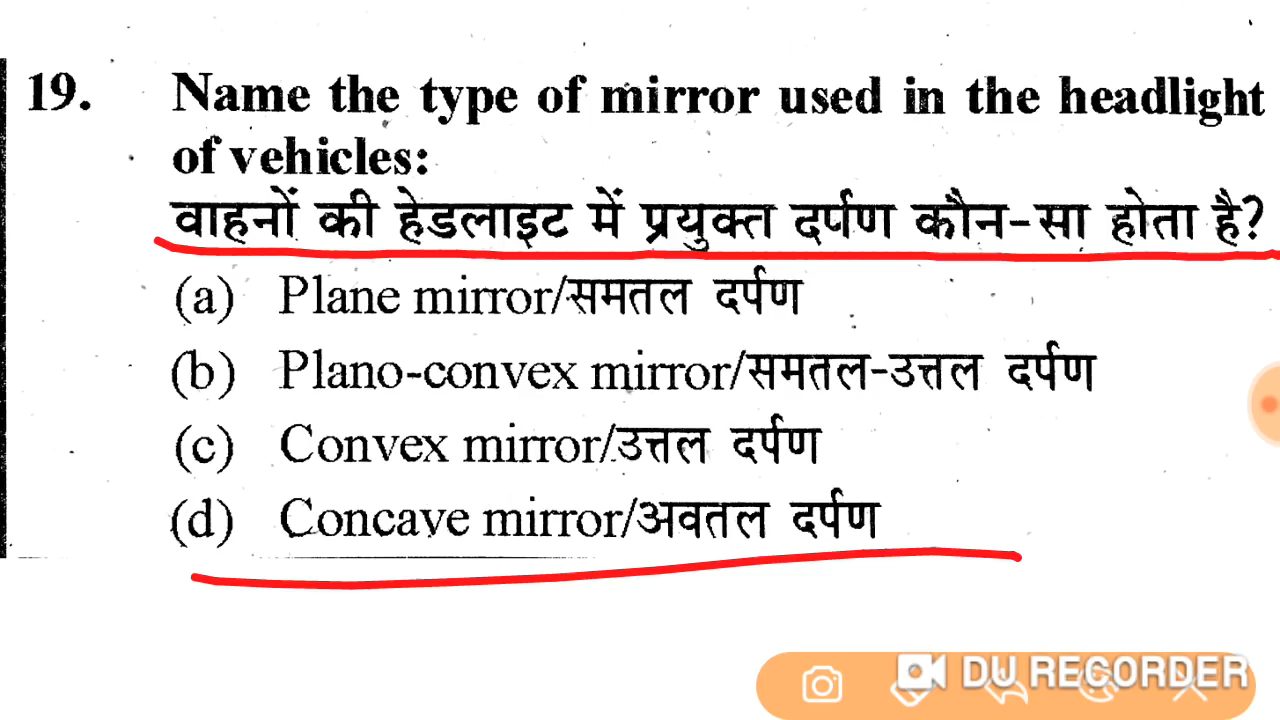 19. Name the type of mirror used in the headlight
of vehicles:
वाहनों की हेडलाइट में प्रयुक्त दर्पण कौन-सा होता है?
(a) Plane mirror/समतल दर्पण
(b) Plano-convex mirror/समतल-उत्तल दर्पण
(c) Convex mirror/उत्तल दर्पण
(d) Concave mirror/अवतल दर्पण
DU RECORDER